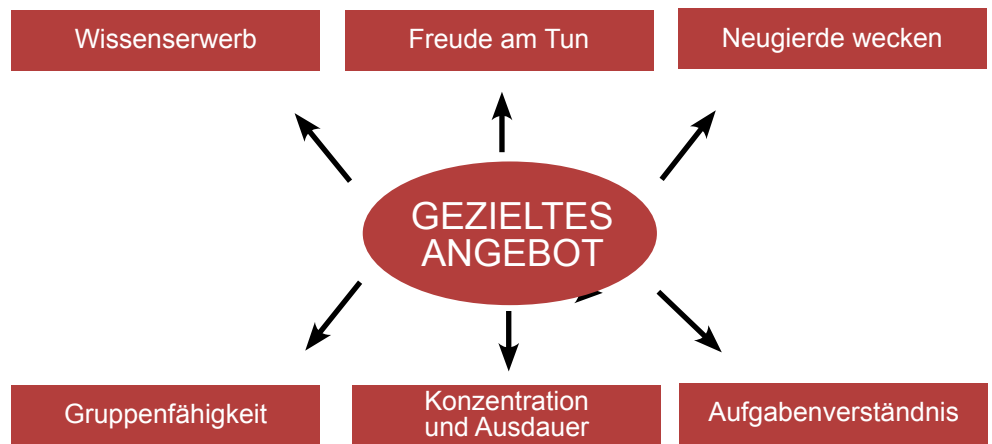 Wissenserwerb
Freude am Tun
Neugierde wecken
GEZIELTES
ANGEBOT
Gruppenfähigkeit
Konzentration
und Ausdauer
Aufgabenverständnis